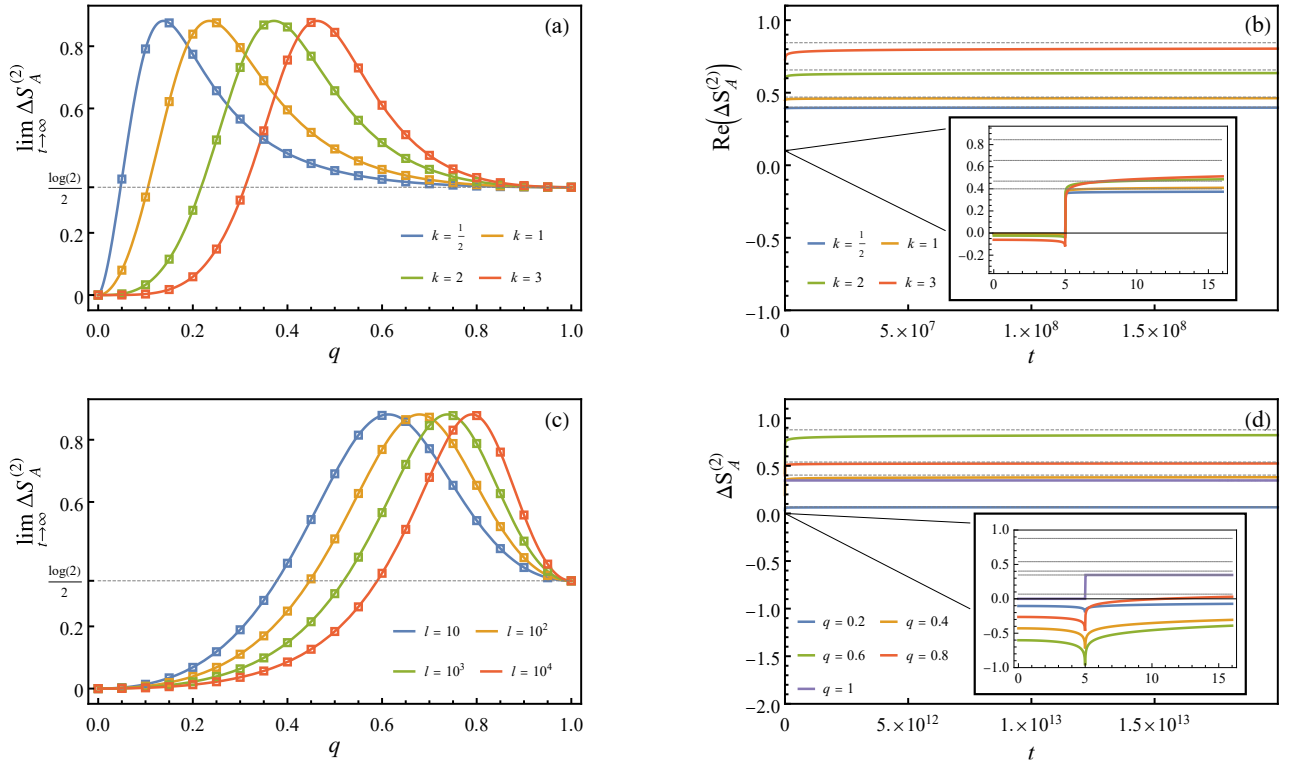 (a)
lim t→∞ ΔS_A^(2)
0.8
0.6
log(2)/2
0.2
0
k = 1/2
k = 1
k = 2
k = 3
0.0 0.2 0.4 0.6 0.8 1.0
q
(b)
Re(ΔS_A^(2))
1.0
0.5
0.0
−0.5
−1.0
k = 1/2
k = 1
k = 2
k = 3
0.8
0.6
0.4
0.2
0.0
−0.2
0 5 10 15
0 5.×10^7 1.×10^8 1.5×10^8
t
(c)
lim t→∞ ΔS_A^(2)
0.8
0.6
log(2)/2
0.2
0
l = 10
l = 10^2
l = 10^3
l = 10^4
0.0 0.2 0.4 0.6 0.8 1.0
q
(d)
ΔS_A^(2)
1.0
0.5
0.0
−0.5
−1.0
−1.5
−2.0
q = 0.2
q = 0.4
q = 0.6
q = 0.8
q = 1
1.0
0.5
0.0
−0.5
−1.0
0 5 10 15
0 5.×10^12 1.×10^13 1.5×10^13
t